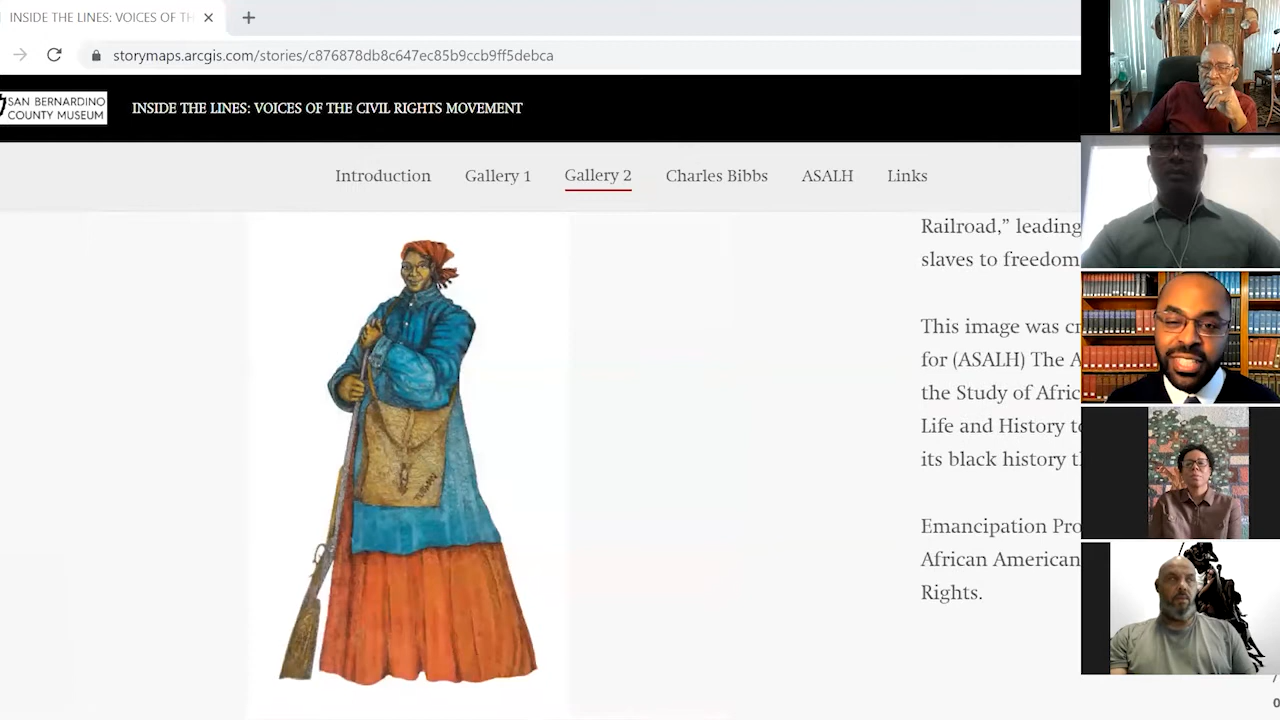 INSIDE THE LINES: VOICES OF TH
storymaps.arcgis.com/stories/c876878db8c647ec85b9ccb9ff5debca
SAN BERNARDINO
COUNTY MUSEUM
INSIDE THE LINES: VOICES OF THE CIVIL RIGHTS MOVEMENT
Introduction Gallery 1 Gallery 2 Charles Bibbs ASALH Links
Railroad,” leading
slaves to freedom
This image was cr
for (ASALH) The A
the Study of Afric
Life and History to
its black history t
Emancipation Pro
African American
Rights.
TUBMAN